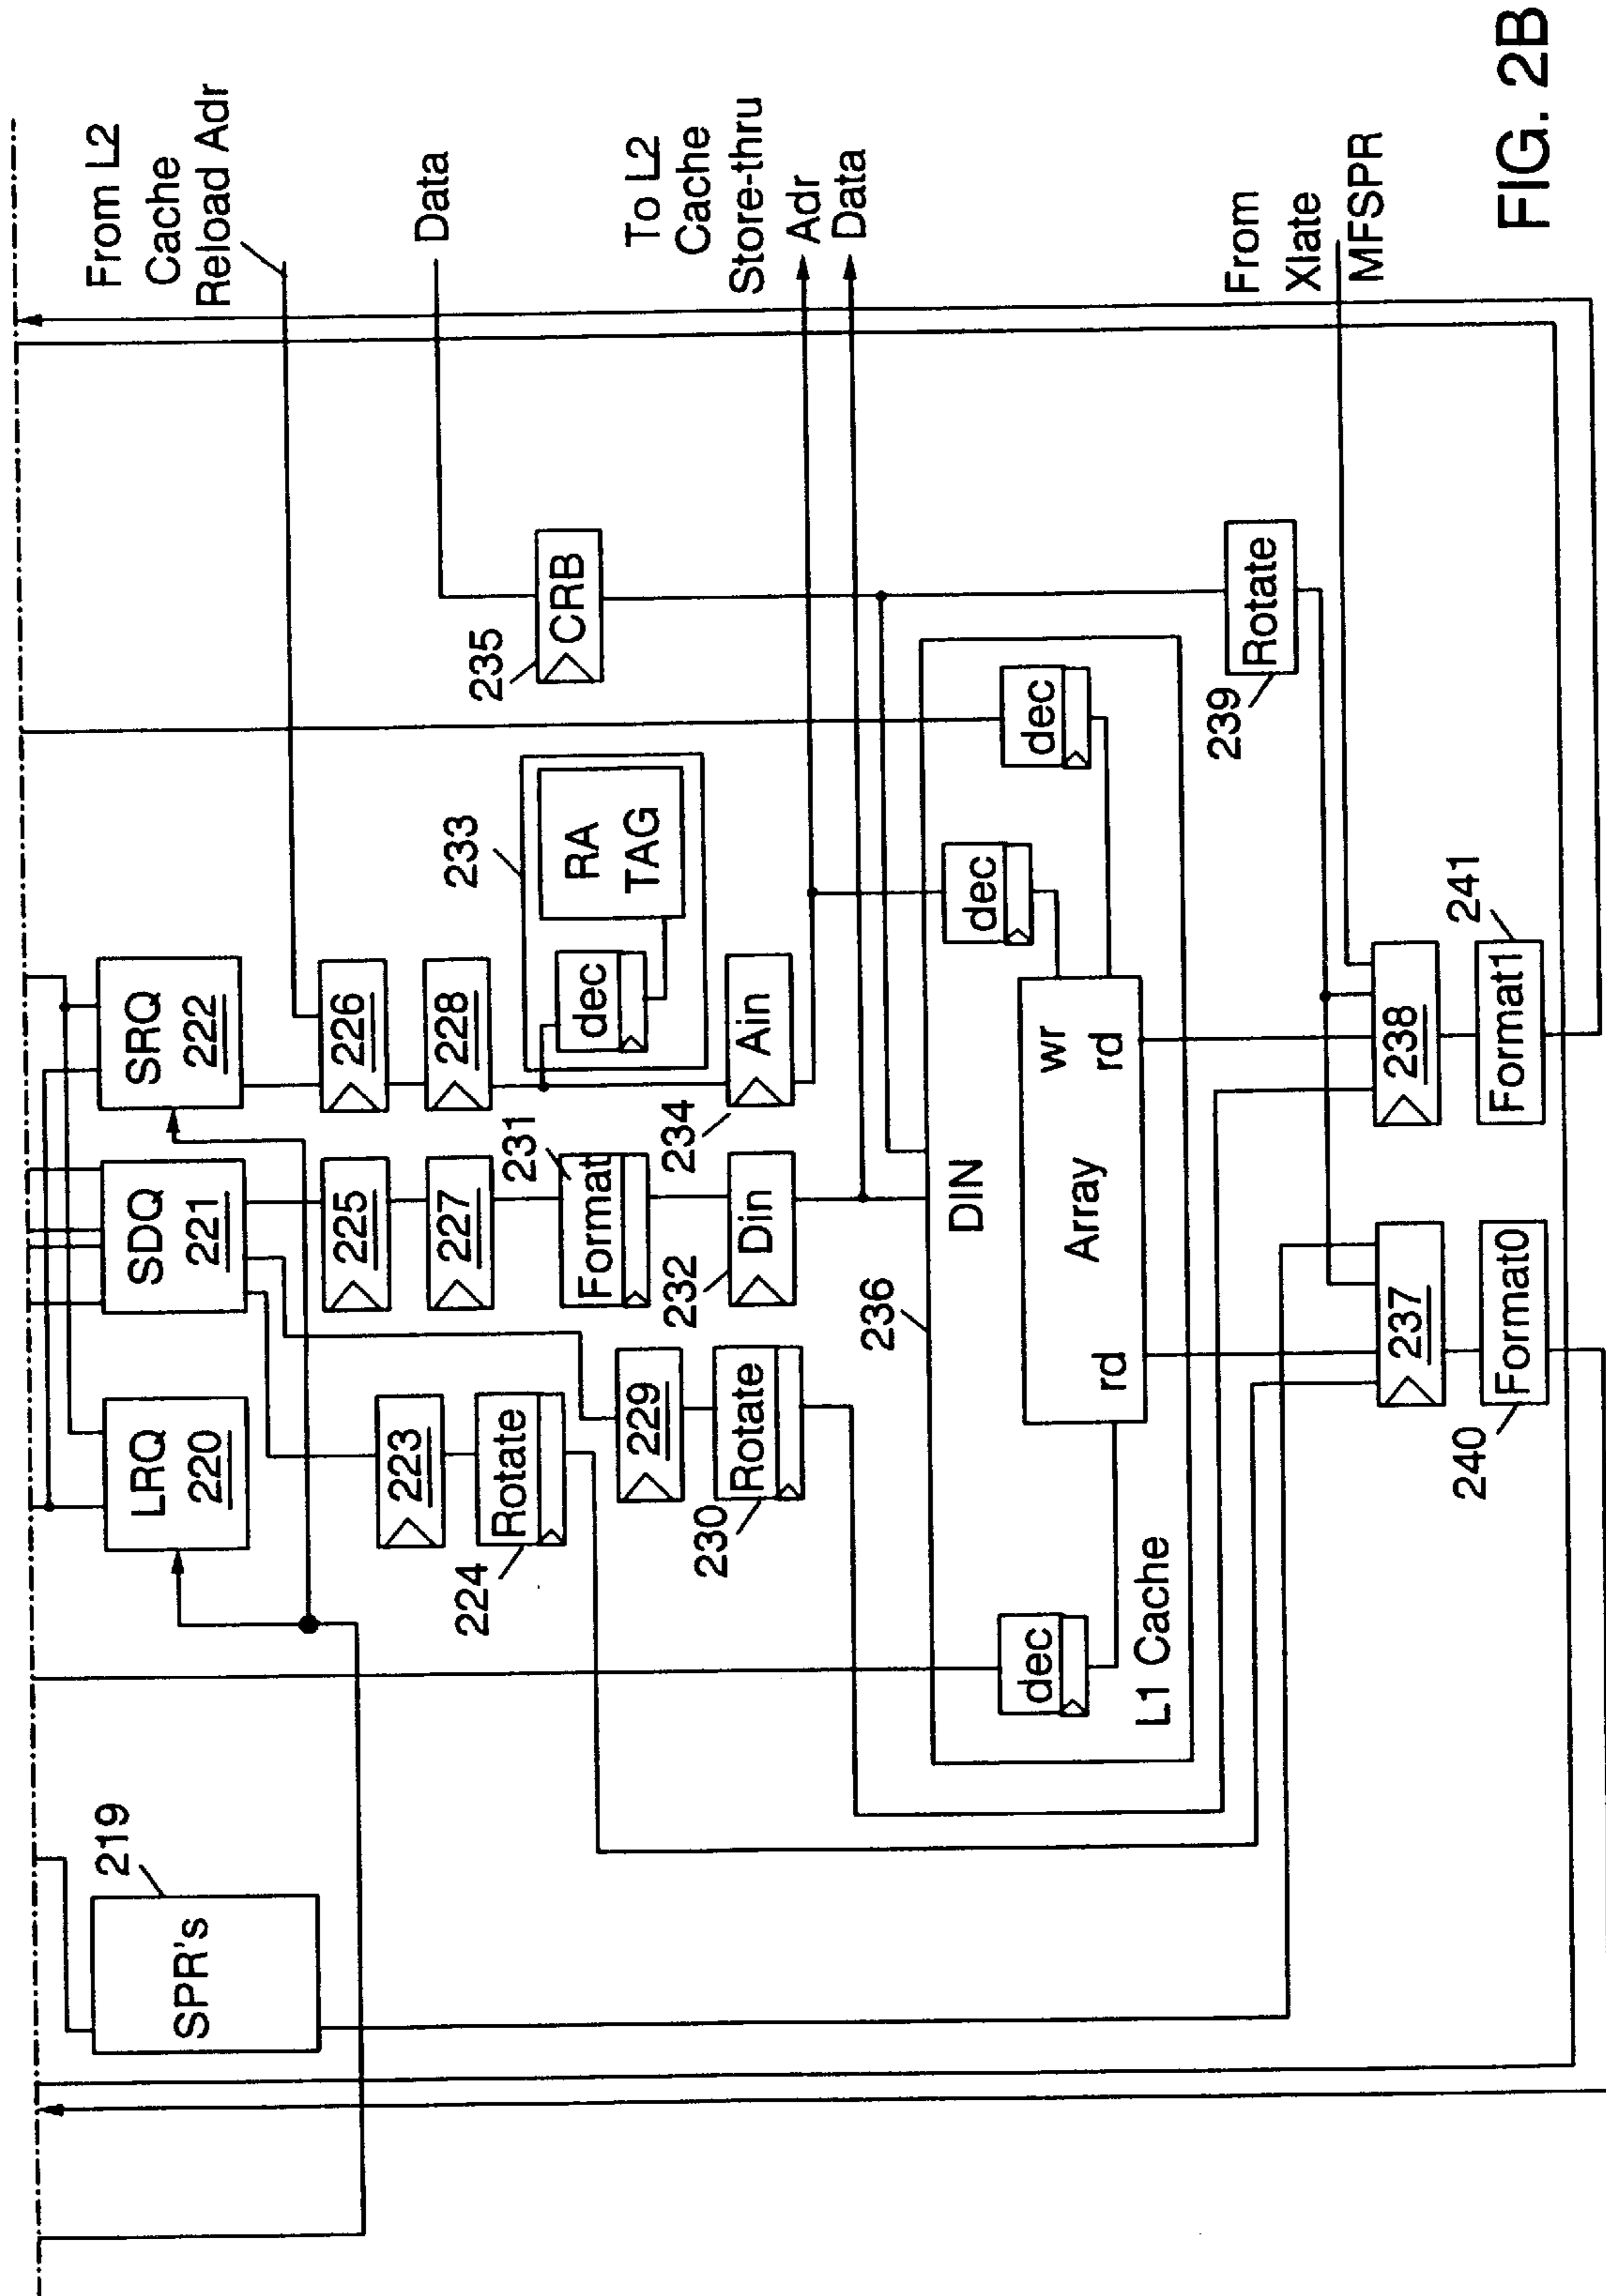 From L2
Cache
Reload Adr
Data
To L2
Cache
Store-thru
Adr
Data
From
Xlate
MFSPR
FIG. 2B
SPR's
219
LRQ
220
SDQ
221
SRQ
222
223
Rotate
224
225
226
227
228
229
Rotate
230
Format
231
Din
232
233
dec
RA
TAG
Ain
234
CRB
235
236
DIN
dec
dec
dec
Array
wr
rd
rd
L1 Cache
Rotate
239
237
238
Format0
240
Format1
241